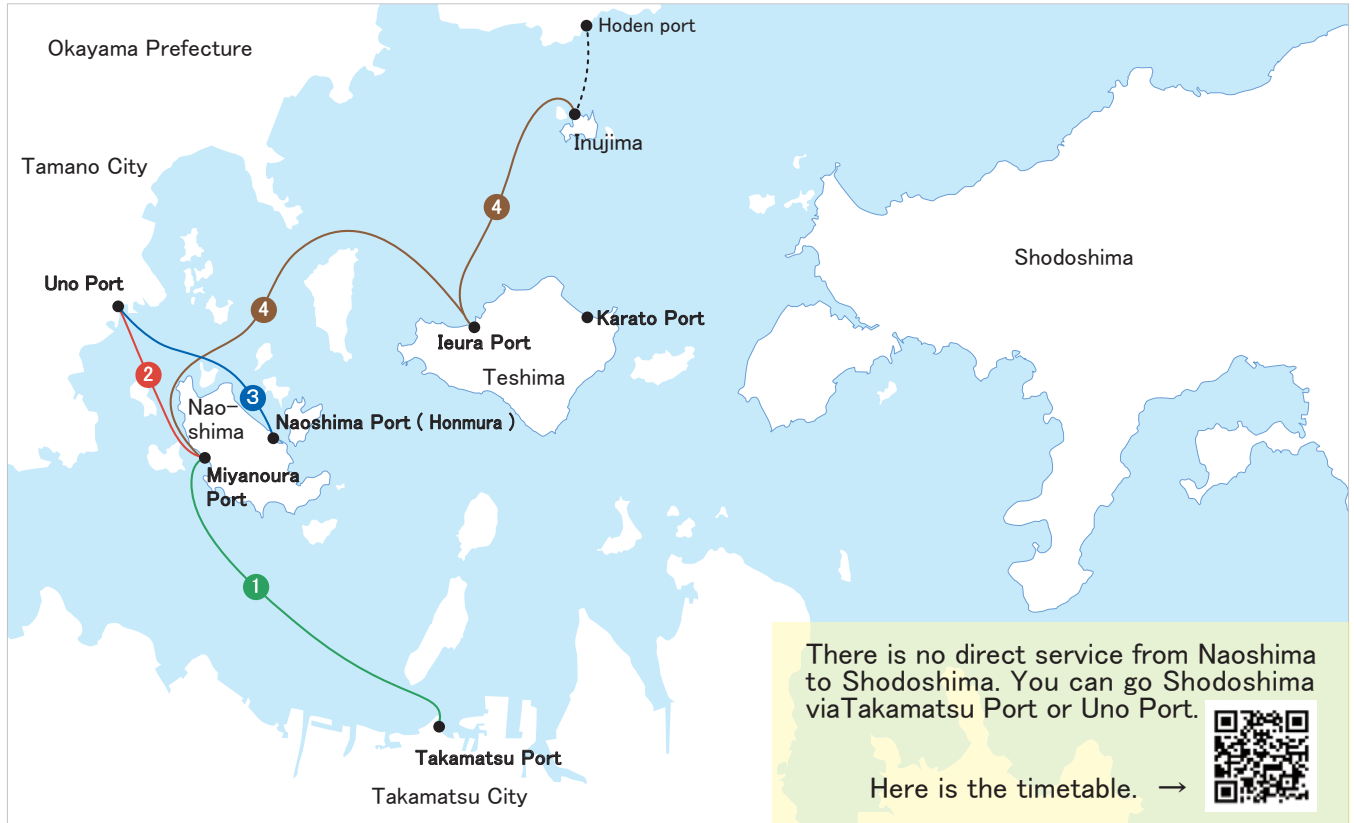 Hoden port
Okayama Prefecture
Inujima
Tamano City
4
Shodoshima
Uno Port
4
Karato Port
Ieura Port
2
Teshima
3
Nao-
shima
Naoshima Port ( Honmura )
Miyanoura
Port
1
There is no direct service from Naoshima
to Shodoshima. You can go Shodoshima
viaTakamatsu Port or Uno Port.
Takamatsu Port
Here is the timetable. →
Takamatsu City